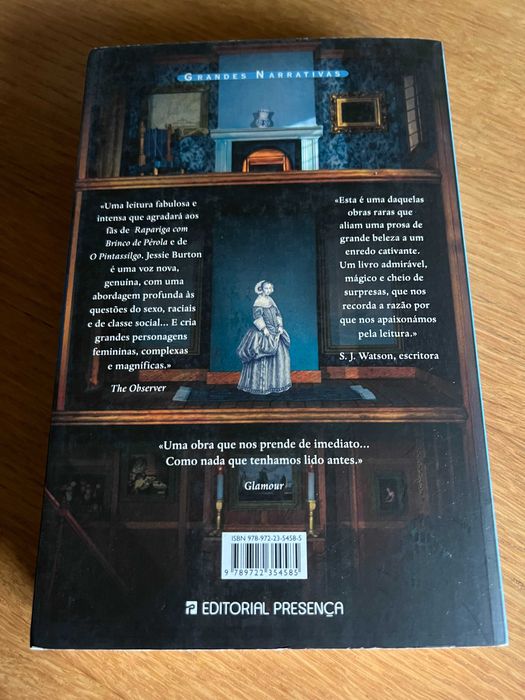 GRANDES NARRATIVAS
«Uma leitura fabulosa e
intensa que agradará aos
fãs de Rapariga com
Brinco de Pérola e de
O Pintassilgo. Jessie Burton
é uma voz nova,
genuína, com uma
abordagem profunda às
questões do sexo, raciais
e de classe social... E cria
grandes personagens
femininas, complexas
e magníficas.»
The Observer
«Esta é uma daquelas
obras raras que
aliam uma prosa de
grande beleza a um
enredo cativante.
Um livro admirável,
mágico e cheio de
surpresas, que nos
recorda a razão por
que nos apaixonámos
pela leitura.»
S. J. Watson, escritora
«Uma obra que nos prende de imediato...
Como nada que tenhamos lido antes.»
Glamour
ISBN 978-972-23-5458-5
9 789722 354585
EDITORIAL PRESENÇA